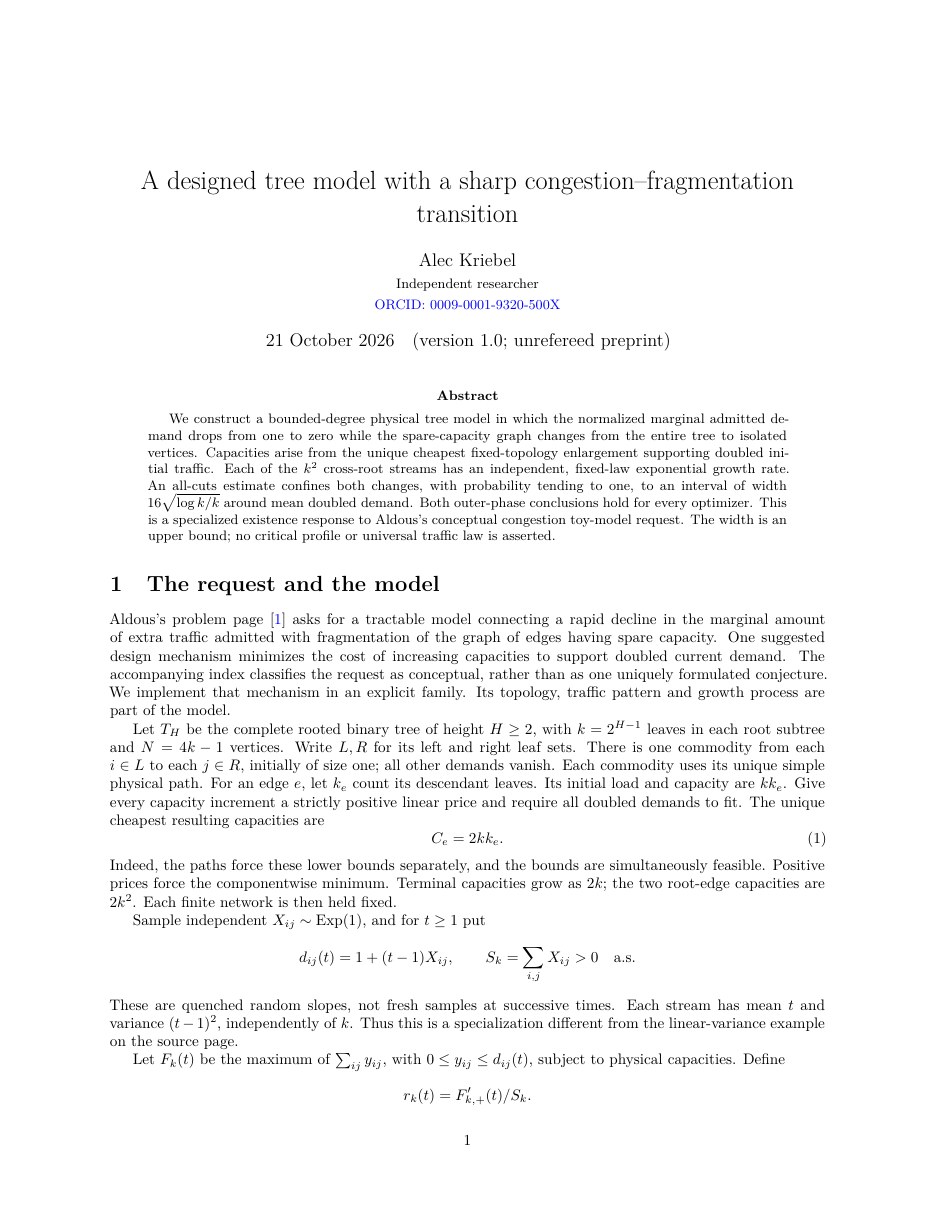 A designed tree model with a sharp congestion–fragmentation
transition
Alec Kriebel
Independent researcher
ORCID: 0009-0001-9320-500X
21 October 2026 (version 1.0; unrefereed preprint)
Abstract
We construct a bounded-degree physical tree model in which the normalized marginal admitted de-
mand drops from one to zero while the spare-capacity graph changes from the entire tree to isolated
vertices. Capacities arise from the unique cheapest fixed-topology enlargement supporting doubled ini-
tial traffic. Each of the k² cross-root streams has an independent, fixed-law exponential growth rate.
An all-cuts estimate confines both changes, with probability tending to one, to an interval of width
16√(log k/k) around mean doubled demand. Both outer-phase conclusions hold for every optimizer. This
is a specialized existence response to Aldous's conceptual congestion toy-model request. The width is an
upper bound; no critical profile or universal traffic law is asserted.
1 The request and the model
Aldous's problem page [1] asks for a tractable model connecting a rapid decline in the marginal amount
of extra traffic admitted with fragmentation of the graph of edges having spare capacity. One suggested
design mechanism minimizes the cost of increasing capacities to support doubled current demand. The
accompanying index classifies the request as conceptual, rather than as one uniquely formulated conjecture.
We implement that mechanism in an explicit family. Its topology, traffic pattern and growth process are
part of the model.
Let T_H be the complete rooted binary tree of height H ≥ 2, with k = 2^{H−1} leaves in each root subtree
and N = 4k − 1 vertices. Write L, R for its left and right leaf sets. There is one commodity from each
i ∈ L to each j ∈ R, initially of size one; all other demands vanish. Each commodity uses its unique simple
physical path. For an edge e, let k_e count its descendant leaves. Its initial load and capacity are kk_e. Give
every capacity increment a strictly positive linear price and require all doubled demands to fit. The unique
cheapest resulting capacities are
C_e = 2kk_e. (1)
Indeed, the paths force these lower bounds separately, and the bounds are simultaneously feasible. Positive
prices force the componentwise minimum. Terminal capacities grow as 2k; the two root-edge capacities are
2k². Each finite network is then held fixed.
Sample independent X_{ij} ∼ Exp(1), and for t ≥ 1 put
d_{ij}(t) = 1 + (t − 1)X_{ij}, S_k = ∑_{i,j} X_{ij} > 0 a.s.
These are quenched random slopes, not fresh samples at successive times. Each stream has mean t and
variance (t − 1)², independently of k. Thus this is a specialization different from the linear-variance example
on the source page.
Let F_k(t) be the maximum of ∑_{ij} y_{ij}, with 0 ≤ y_{ij} ≤ d_{ij}(t), subject to physical capacities. Define
r_k(t) = F′_{k,+}(t)/S_k.
1